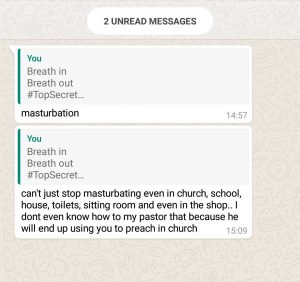 2 UNREAD MESSAGES
You
Breath in
Breath out
#TopSecret...
masturbation
14:57
You
Breath in
Breath out
#TopSecret...
can't just stop masturbating even in church, school,
house, toilets, sitting room and even in the shop.. I
dont even know how to my pastor that because he
will end up using you to preach in church
15:09